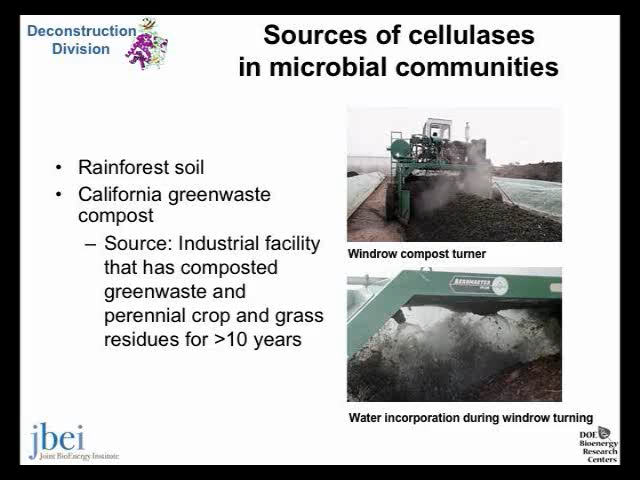 Deconstruction
Division
Sources of cellulases
in microbial communities
• Rainforest soil
• California greenwaste
compost
– Source: Industrial facility
that has composted
greenwaste and
perennial crop and grass
residues for >10 years
Windrow compost turner
AEROMASTER
Water incorporation during windrow turning
jbei
Joint BioEnergy Institute
DOE
Bioenergy
Research
Centers